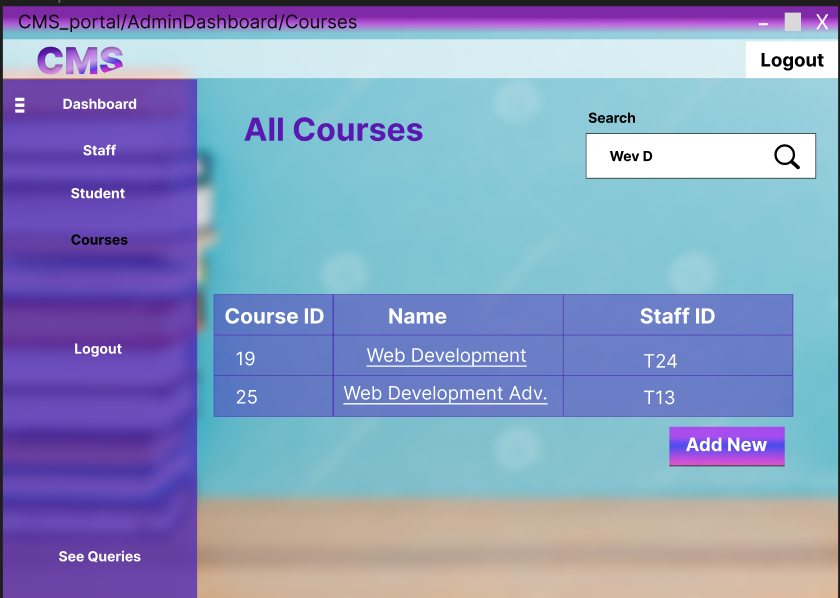 CMS_portal/AdminDashboard/Courses
– X
CMS
Logout
Dashboard
Staff
Student
Courses
Logout
See Queries
All Courses
Search
Wev D
Course ID Name Staff ID
19 Web Development T24
25 Web Development Adv. T13
Add New